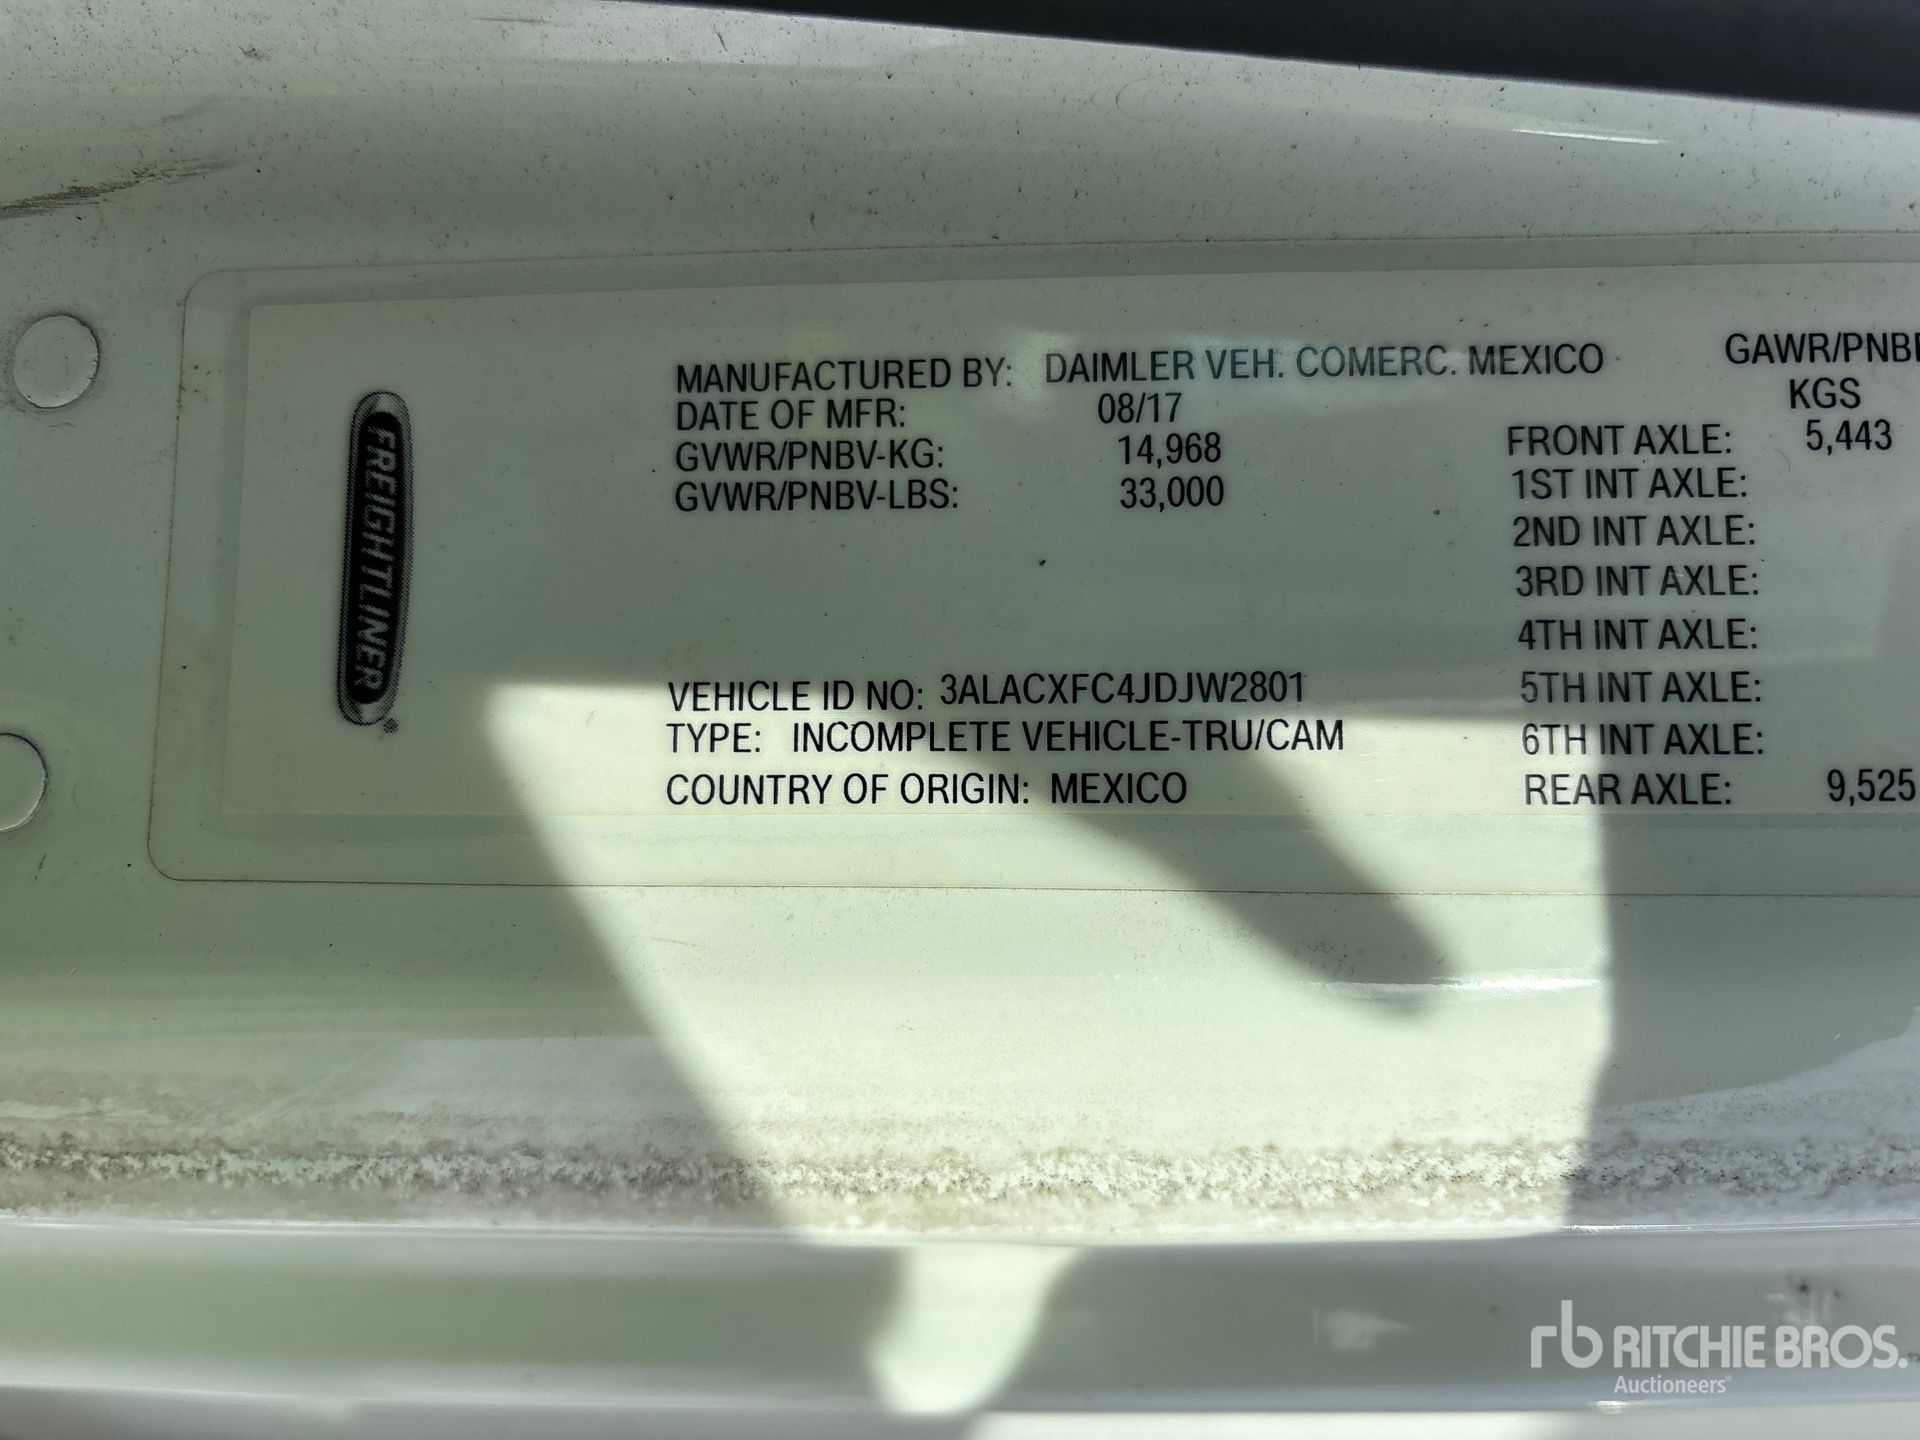 FREIGHTLINER®
MANUFACTURED BY: DAIMLER VEH. COMERC. MEXICO
DATE OF MFR: 08/17
GVWR/PNBV-KG: 14,968
GVWR/PNBV-LBS: 33,000
VEHICLE ID NO: 3ALACXFC4JDJW2801
TYPE: INCOMPLETE VEHICLE-TRU/CAM
COUNTRY OF ORIGIN: MEXICO
GAWR/PNBE
KGS
FRONT AXLE: 5,443
1ST INT AXLE:
2ND INT AXLE:
3RD INT AXLE:
4TH INT AXLE:
5TH INT AXLE:
6TH INT AXLE:
REAR AXLE: 9,525
rb RITCHIE BROS.
Auctioneers